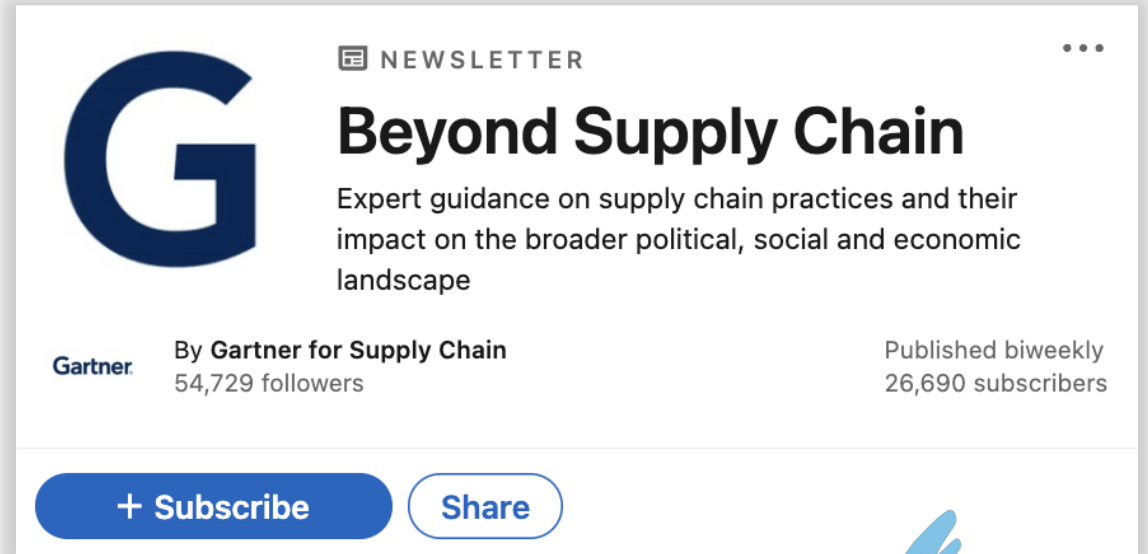 G
NEWSLETTER
Beyond Supply Chain
Expert guidance on supply chain practices and their
impact on the broader political, social and economic
landscape
Gartner.
By Gartner for Supply Chain
54,729 followers
Published biweekly
26,690 subscribers
+ Subscribe
Share